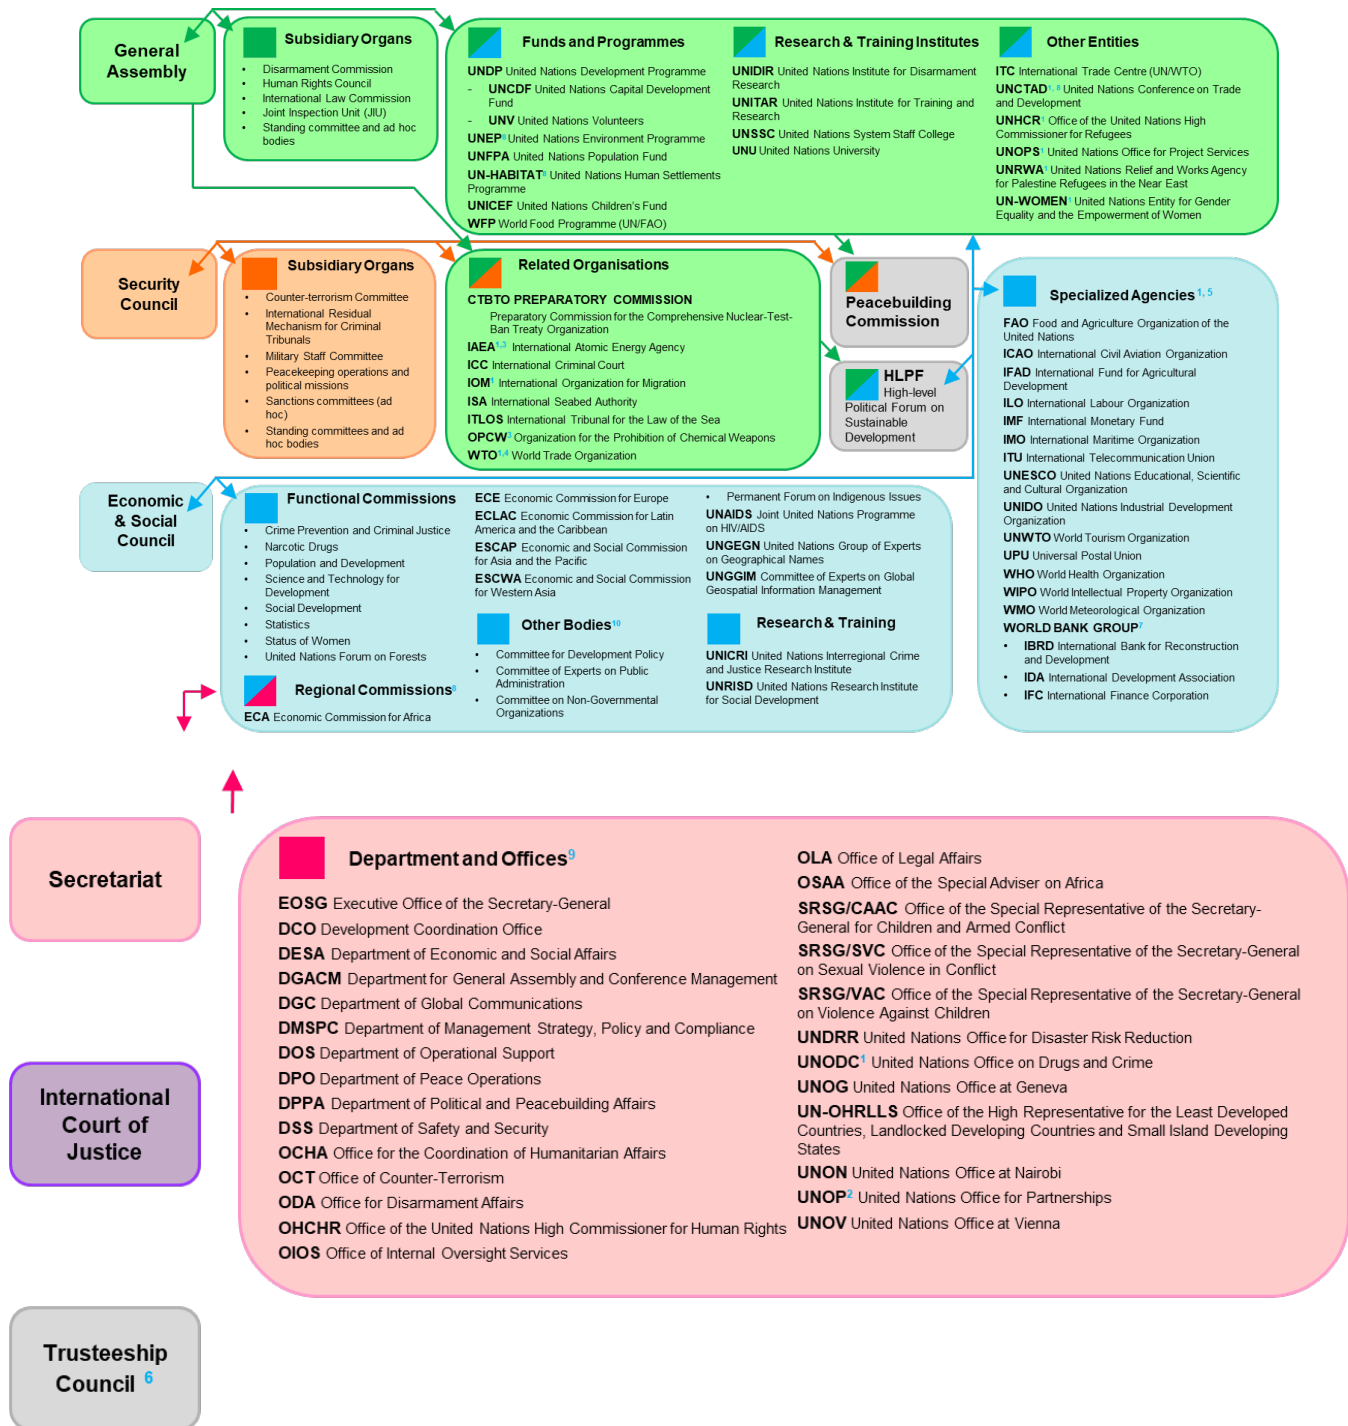 General
Assembly
Subsidiary Organs
• Disarmament Commission
• Human Rights Council
• International Law Commission
• Joint Inspection Unit (JIU)
• Standing committee and ad hoc
bodies
Funds and Programmes
UNDP United Nations Development Programme
- UNCDF United Nations Capital Development
Fund
- UNV United Nations Volunteers
UNEP8 United Nations Environment Programme
UNFPA United Nations Population Fund
UN-HABITAT8 United Nations Human Settlements
Programme
UNICEF United Nations Children's Fund
WFP World Food Programme (UN/FAO)
Research & Training Institutes
UNIDIR United Nations Institute for Disarmament
Research
UNITAR United Nations Institute for Training and
Research
UNSSC United Nations System Staff College
UNU United Nations University
Other Entities
ITC International Trade Centre (UN/WTO)
UNCTAD1, 8 United Nations Conference on Trade
and Development
UNHCR1 Office of the United Nations High
Commissioner for Refugees
UNOPS1 United Nations Office for Project Services
UNRWA1 United Nations Relief and Works Agency
for Palestine Refugees in the Near East
UN-WOMEN1 United Nations Entity for Gender
Equality and the Empowerment of Women
Security
Council
Subsidiary Organs
• Counter-terrorism Committee
• International Residual
Mechanism for Criminal
Tribunals
• Military Staff Committee
• Peacekeeping operations and
political missions
• Sanctions committees (ad
hoc)
• Standing committees and ad
hoc bodies
Related Organisations
CTBTO PREPARATORY COMMISSION
Preparatory Commission for the Comprehensive Nuclear-Test-
Ban Treaty Organization
IAEA1,3 International Atomic Energy Agency
ICC International Criminal Court
IOM1 International Organization for Migration
ISA International Seabed Authority
ITLOS International Tribunal for the Law of the Sea
OPCW3 Organization for the Prohibition of Chemical Weapons
WTO1,4 World Trade Organization
Peacebuilding
Commission
HLPF
High-level
Political Forum on
Sustainable
Development
Specialized Agencies1, 5
FAO Food and Agriculture Organization of the
United Nations
ICAO International Civil Aviation Organization
IFAD International Fund for Agricultural
Development
ILO International Labour Organization
IMF International Monetary Fund
IMO International Maritime Organization
ITU International Telecommunication Union
UNESCO United Nations Educational, Scientific
and Cultural Organization
UNIDO United Nations Industrial Development
Organization
UNWTO World Tourism Organization
UPU Universal Postal Union
WHO World Health Organization
WIPO World Intellectual Property Organization
WMO World Meteorological Organization
WORLD BANK GROUP7
• IBRD International Bank for Reconstruction
and Development
• IDA International Development Association
• IFC International Finance Corporation
Economic
& Social
Council
Functional Commissions
• Crime Prevention and Criminal Justice
• Narcotic Drugs
• Population and Development
• Science and Technology for
Development
• Social Development
• Statistics
• Status of Women
• United Nations Forum on Forests
Regional Commissions8
ECA Economic Commission for Africa
ECE Economic Commission for Europe
ECLAC Economic Commission for Latin
America and the Caribbean
ESCAP Economic and Social Commission
for Asia and the Pacific
ESCWA Economic and Social Commission
for Western Asia
Other Bodies10
• Committee for Development Policy
• Committee of Experts on Public
Administration
• Committee on Non-Governmental
Organizations
• Permanent Forum on Indigenous Issues
UNAIDS Joint United Nations Programme
on HIV/AIDS
UNGEGN United Nations Group of Experts
on Geographical Names
UNGGIM Committee of Experts on Global
Geospatial Information Management
Research & Training
UNICRI United Nations Interregional Crime
and Justice Research Institute
UNRISD United Nations Research Institute
for Social Development
Secretariat
Department and Offices9
EOSG Executive Office of the Secretary-General
DCO Development Coordination Office
DESA Department of Economic and Social Affairs
DGACM Department for General Assembly and Conference Management
DGC Department of Global Communications
DMSPC Department of Management Strategy, Policy and Compliance
DOS Department of Operational Support
DPO Department of Peace Operations
DPPA Department of Political and Peacebuilding Affairs
DSS Department of Safety and Security
OCHA Office for the Coordination of Humanitarian Affairs
OCT Office of Counter-Terrorism
ODA Office for Disarmament Affairs
OHCHR Office of the United Nations High Commissioner for Human Rights
OIOS Office of Internal Oversight Services
OLA Office of Legal Affairs
OSAA Office of the Special Adviser on Africa
SRSG/CAAC Office of the Special Representative of the Secretary-
General for Children and Armed Conflict
SRSG/SVC Office of the Special Representative of the Secretary-General
on Sexual Violence in Conflict
SRSG/VAC Office of the Special Representative of the Secretary-General
on Violence Against Children
UNDRR United Nations Office for Disaster Risk Reduction
UNODC1 United Nations Office on Drugs and Crime
UNOG United Nations Office at Geneva
UN-OHRLLS Office of the High Representative for the Least Developed
Countries, Landlocked Developing Countries and Small Island Developing
States
UNON United Nations Office at Nairobi
UNOP2 United Nations Office for Partnerships
UNOV United Nations Office at Vienna
International
Court of
Justice
Trusteeship
Council 6